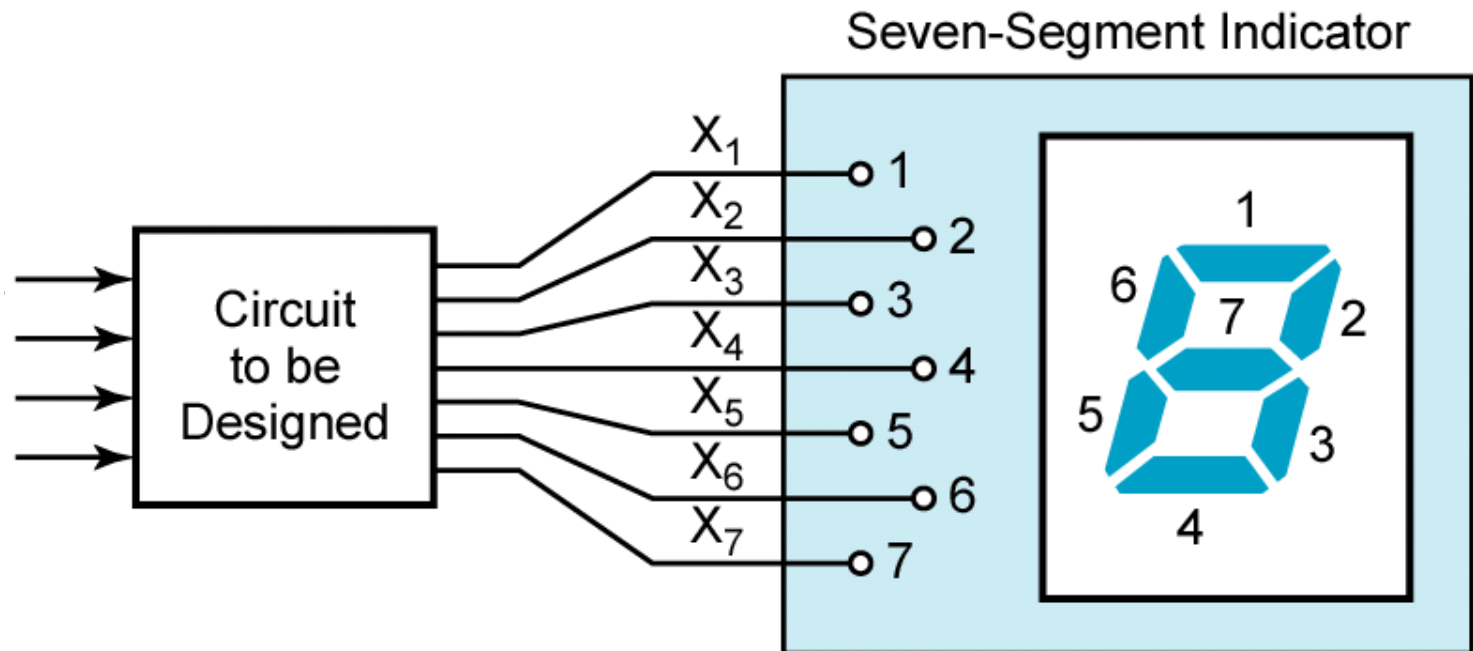 Seven-Segment Indicator
X₁
1
X₂
2
X₃
3
X₄
4
X₅
5
X₆
6
X₇
7
Circuit
to be
Designed
1
6
7
2
5
3
4